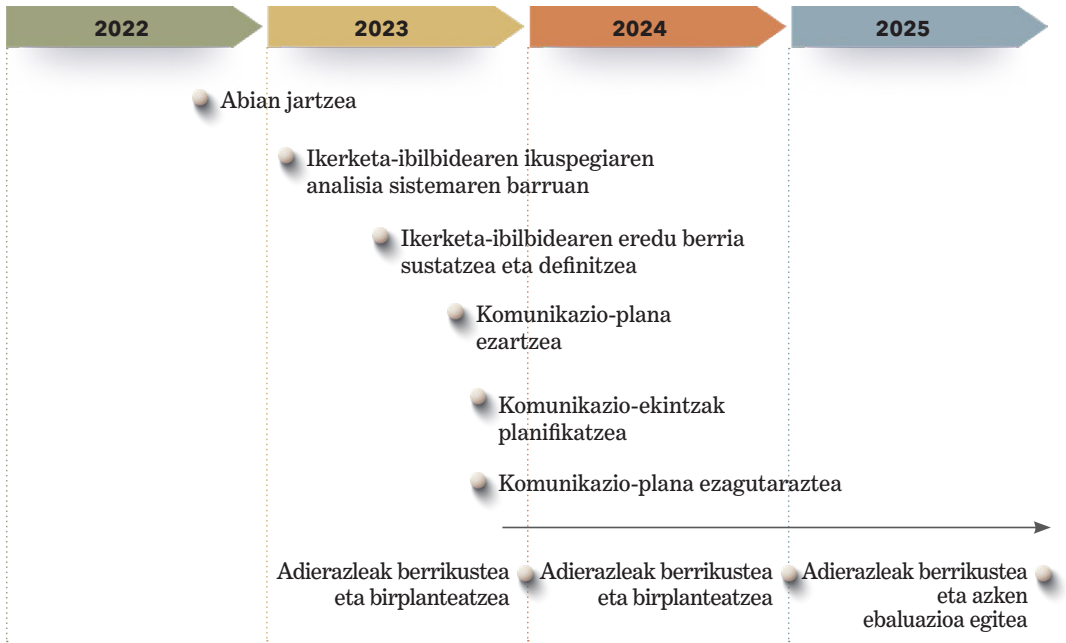 2022
2023
2024
2025
Abian jartzea
Ikerketa-ibilbidearen ikuspegiaren
analisia sistemaren barruan
Ikerketa-ibilbidearen eredu berria
sustatzea eta definitzea
Komunikazio-plana
ezartzea
Komunikazio-ekintzak
planifikatzea
Komunikazio-plana ezagutaraztea
Adierazleak berrikustea
eta birplanteatzea
Adierazleak berrikustea
eta birplanteatzea
Adierazleak berrikustea
eta azken
ebaluazioa egitea